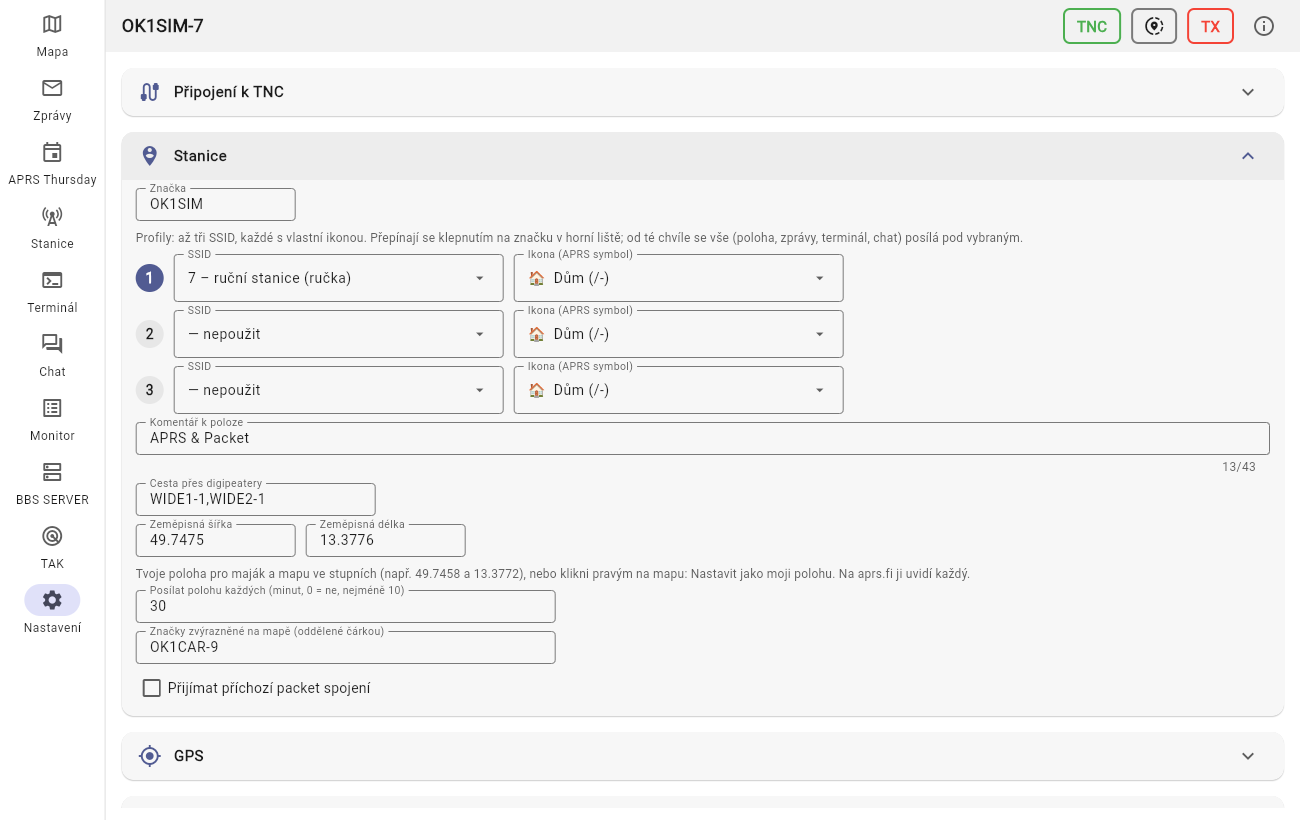 OK1SIM-7
TNC
TX
Mapa
Zprávy
APRS Thursday
Stanice
Terminál
Chat
Monitor
BBS SERVER
TAK
Nastavení
Připojení k TNC
Stanice
Značka
OK1SIM
Profily: až tři SSID, každé s vlastní ikonou. Přepínají se klepnutím na značku v horní liště; od té chvíle se vše (poloha, zprávy, terminál, chat) posílá pod vybraným.
SSID
Ikona (APRS symbol)
1
7 – ruční stanice (ručka)
Dům (/-)
SSID
Ikona (APRS symbol)
2
— nepoužit
Dům (/-)
SSID
Ikona (APRS symbol)
3
— nepoužit
Dům (/-)
Komentář k poloze
APRS & Packet
13/43
Cesta přes digipeatery
WIDE1-1,WIDE2-1
Zeměpisná šířka
Zeměpisná délka
49.7475
13.3776
Tvoje poloha pro maják a mapu ve stupních (např. 49.7458 a 13.3772), nebo klikni pravým na mapu: Nastavit jako moji polohu. Na aprs.fi ji uvidí každý.
Posílat polohu každých (minut, 0 = ne, nejméně 10)
30
Značky zvýrazněné na mapě (oddělené čárkou)
OK1CAR-9
Přijímat příchozí packet spojení
GPS